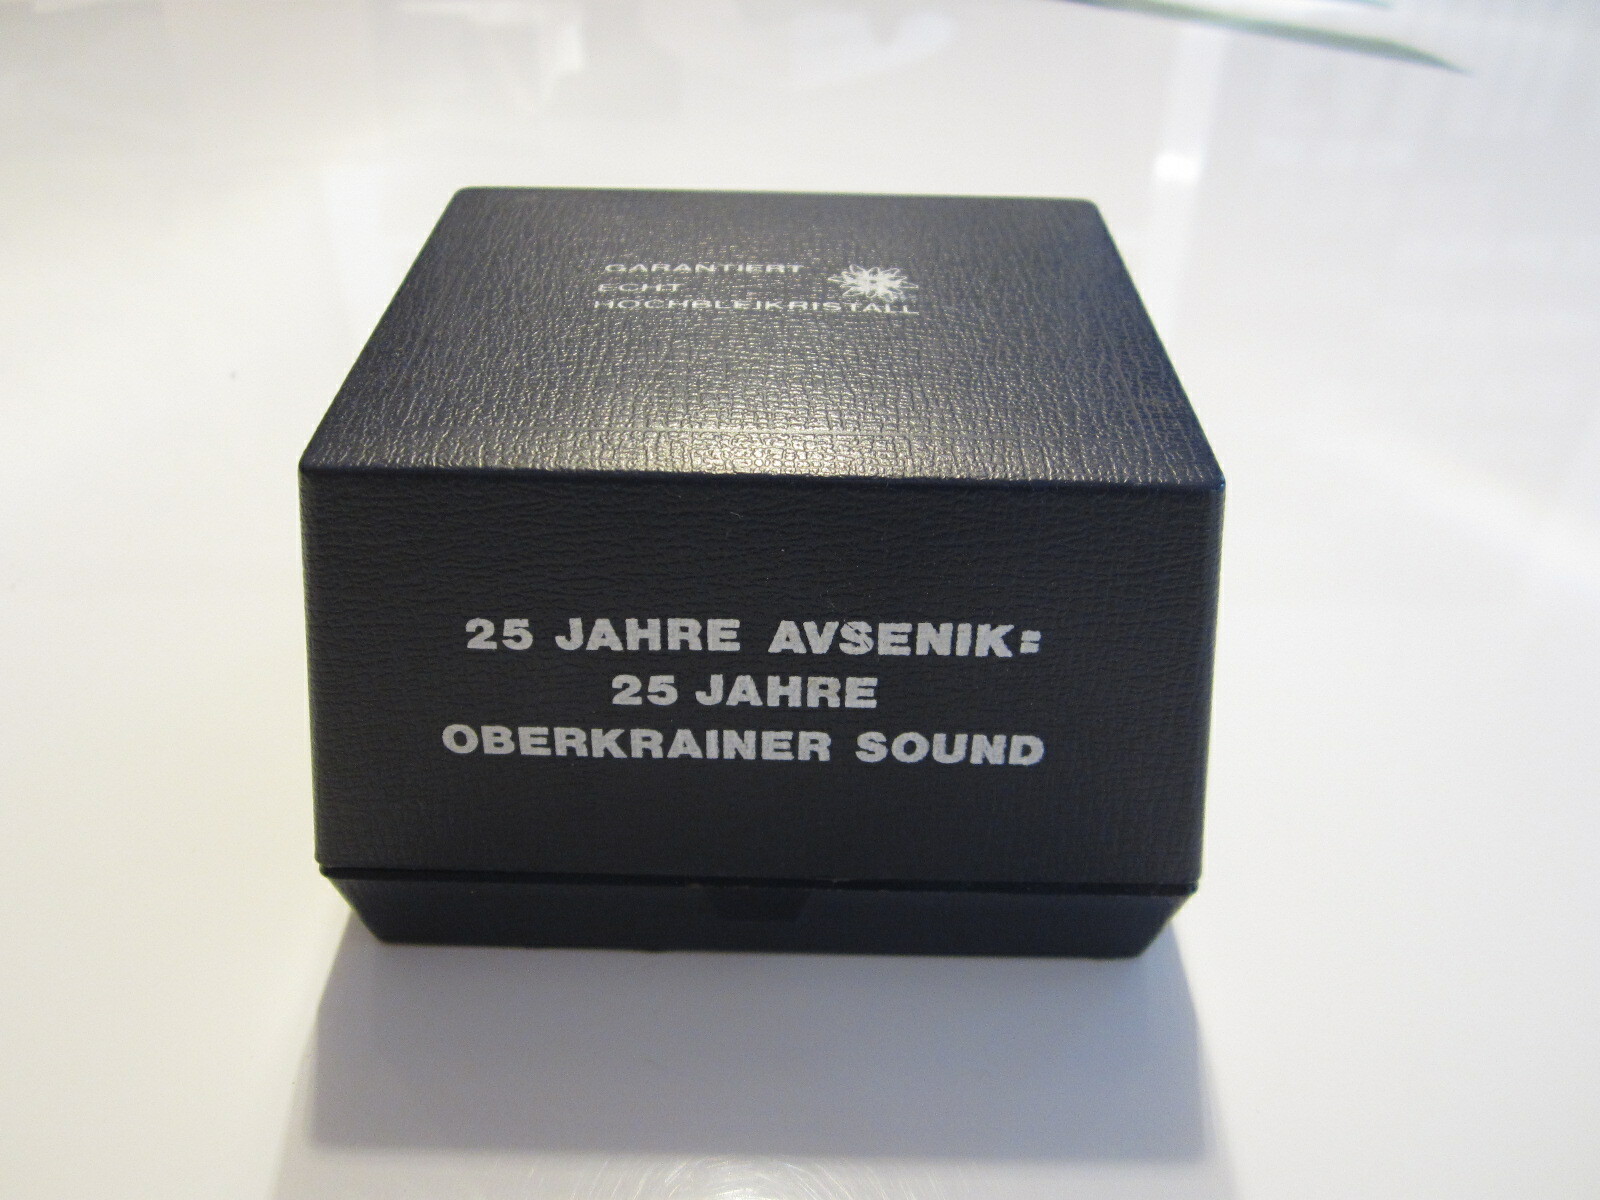 GARANTIERT
ECHT
HOCHBLEIKRISTALL
25 JAHRE AVSENIK=
25 JAHRE
OBERKRAINER SOUND